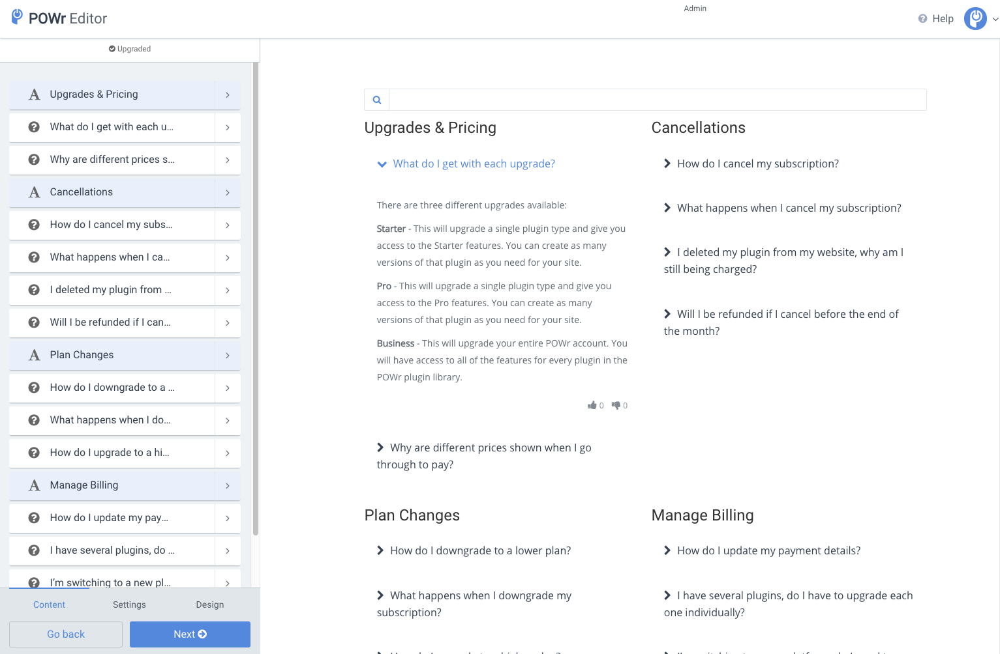 POWr Editor
Admin
Help
Upgraded
Upgrades & Pricing
What do I get with each u...
Why are different prices s...
Cancellations
How do I cancel my subs...
What happens when I ca...
I deleted my plugin from ...
Will I be refunded if I can...
Plan Changes
How do I downgrade to a ...
What happens when I do...
How do I upgrade to a hi...
Manage Billing
How do I update my pay...
I have several plugins, do ...
I'm switching to a new pl...
Content
Settings
Design
Go back
Next
Upgrades & Pricing
What do I get with each upgrade?
There are three different upgrades available:
Starter - This will upgrade a single plugin type and give you
access to the Starter features. You can create as many
versions of that plugin as you need for your site.
Pro - This will upgrade a single plugin type and give you
access to the Pro features. You can create as many
versions of that plugin as you need for your site.
Business - This will upgrade your entire POWr account. You
will have access to all of the features for every plugin in the
POWr plugin library.
0 0
Why are different prices shown when I go
through to pay?
Cancellations
How do I cancel my subscription?
What happens when I cancel my subscription?
I deleted my plugin from my website, why am I
still being charged?
Will I be refunded if I cancel before the end of
the month?
Plan Changes
How do I downgrade to a lower plan?
What happens when I downgrade my
subscription?
Manage Billing
How do I update my payment details?
I have several plugins, do I have to upgrade each
one individually?